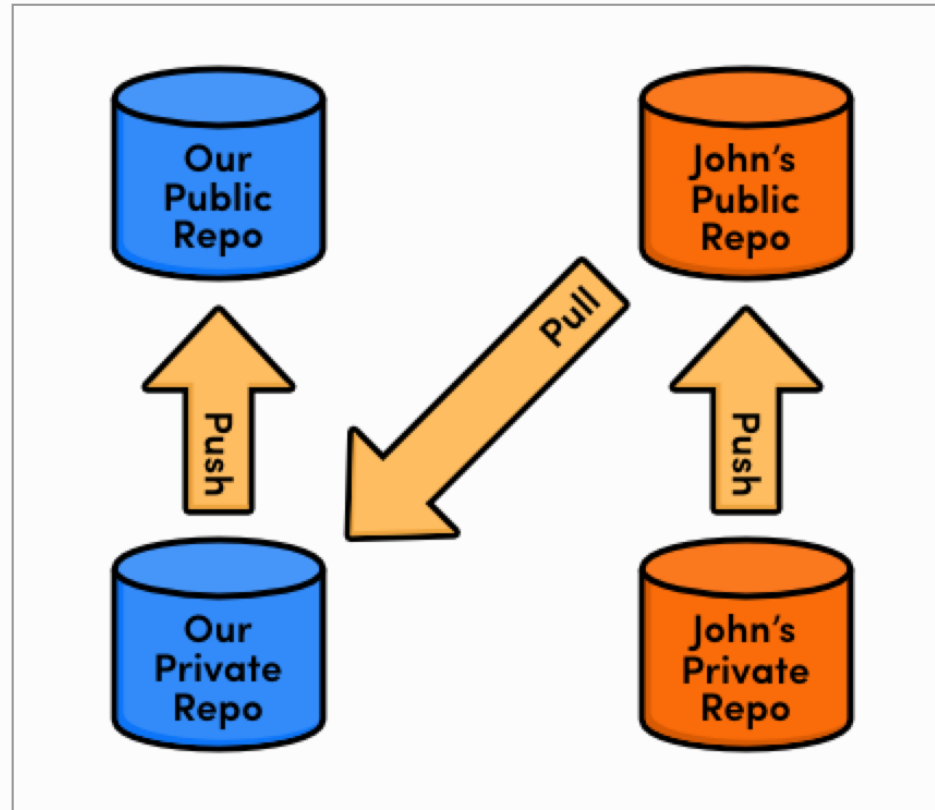 Our
Public
Repo
John's
Public
Repo
Pull
Push
Push
Our
Private
Repo
John's
Private
Repo